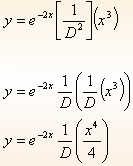 y = e^{-2x} [1/D^2] (x^3)
y = e^{-2x} 1/D (1/D (x^3))
y = e^{-2x} 1/D (x^4/4)